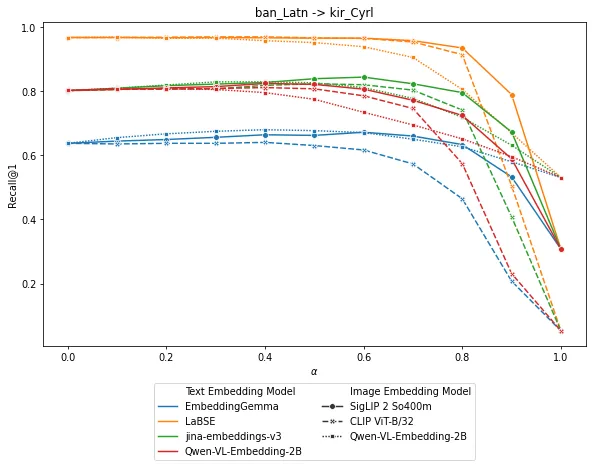 ban_Latn -> kir_Cyrl
Recall@1
1.0
0.8
0.6
0.4
0.2
0.0 0.2 0.4 0.6 0.8 1.0
α
Text Embedding Model Image Embedding Model
EmbeddingGemma SigLIP 2 So400m
LaBSE CLIP ViT-B/32
jina-embeddings-v3 Qwen-VL-Embedding-2B
Qwen-VL-Embedding-2B